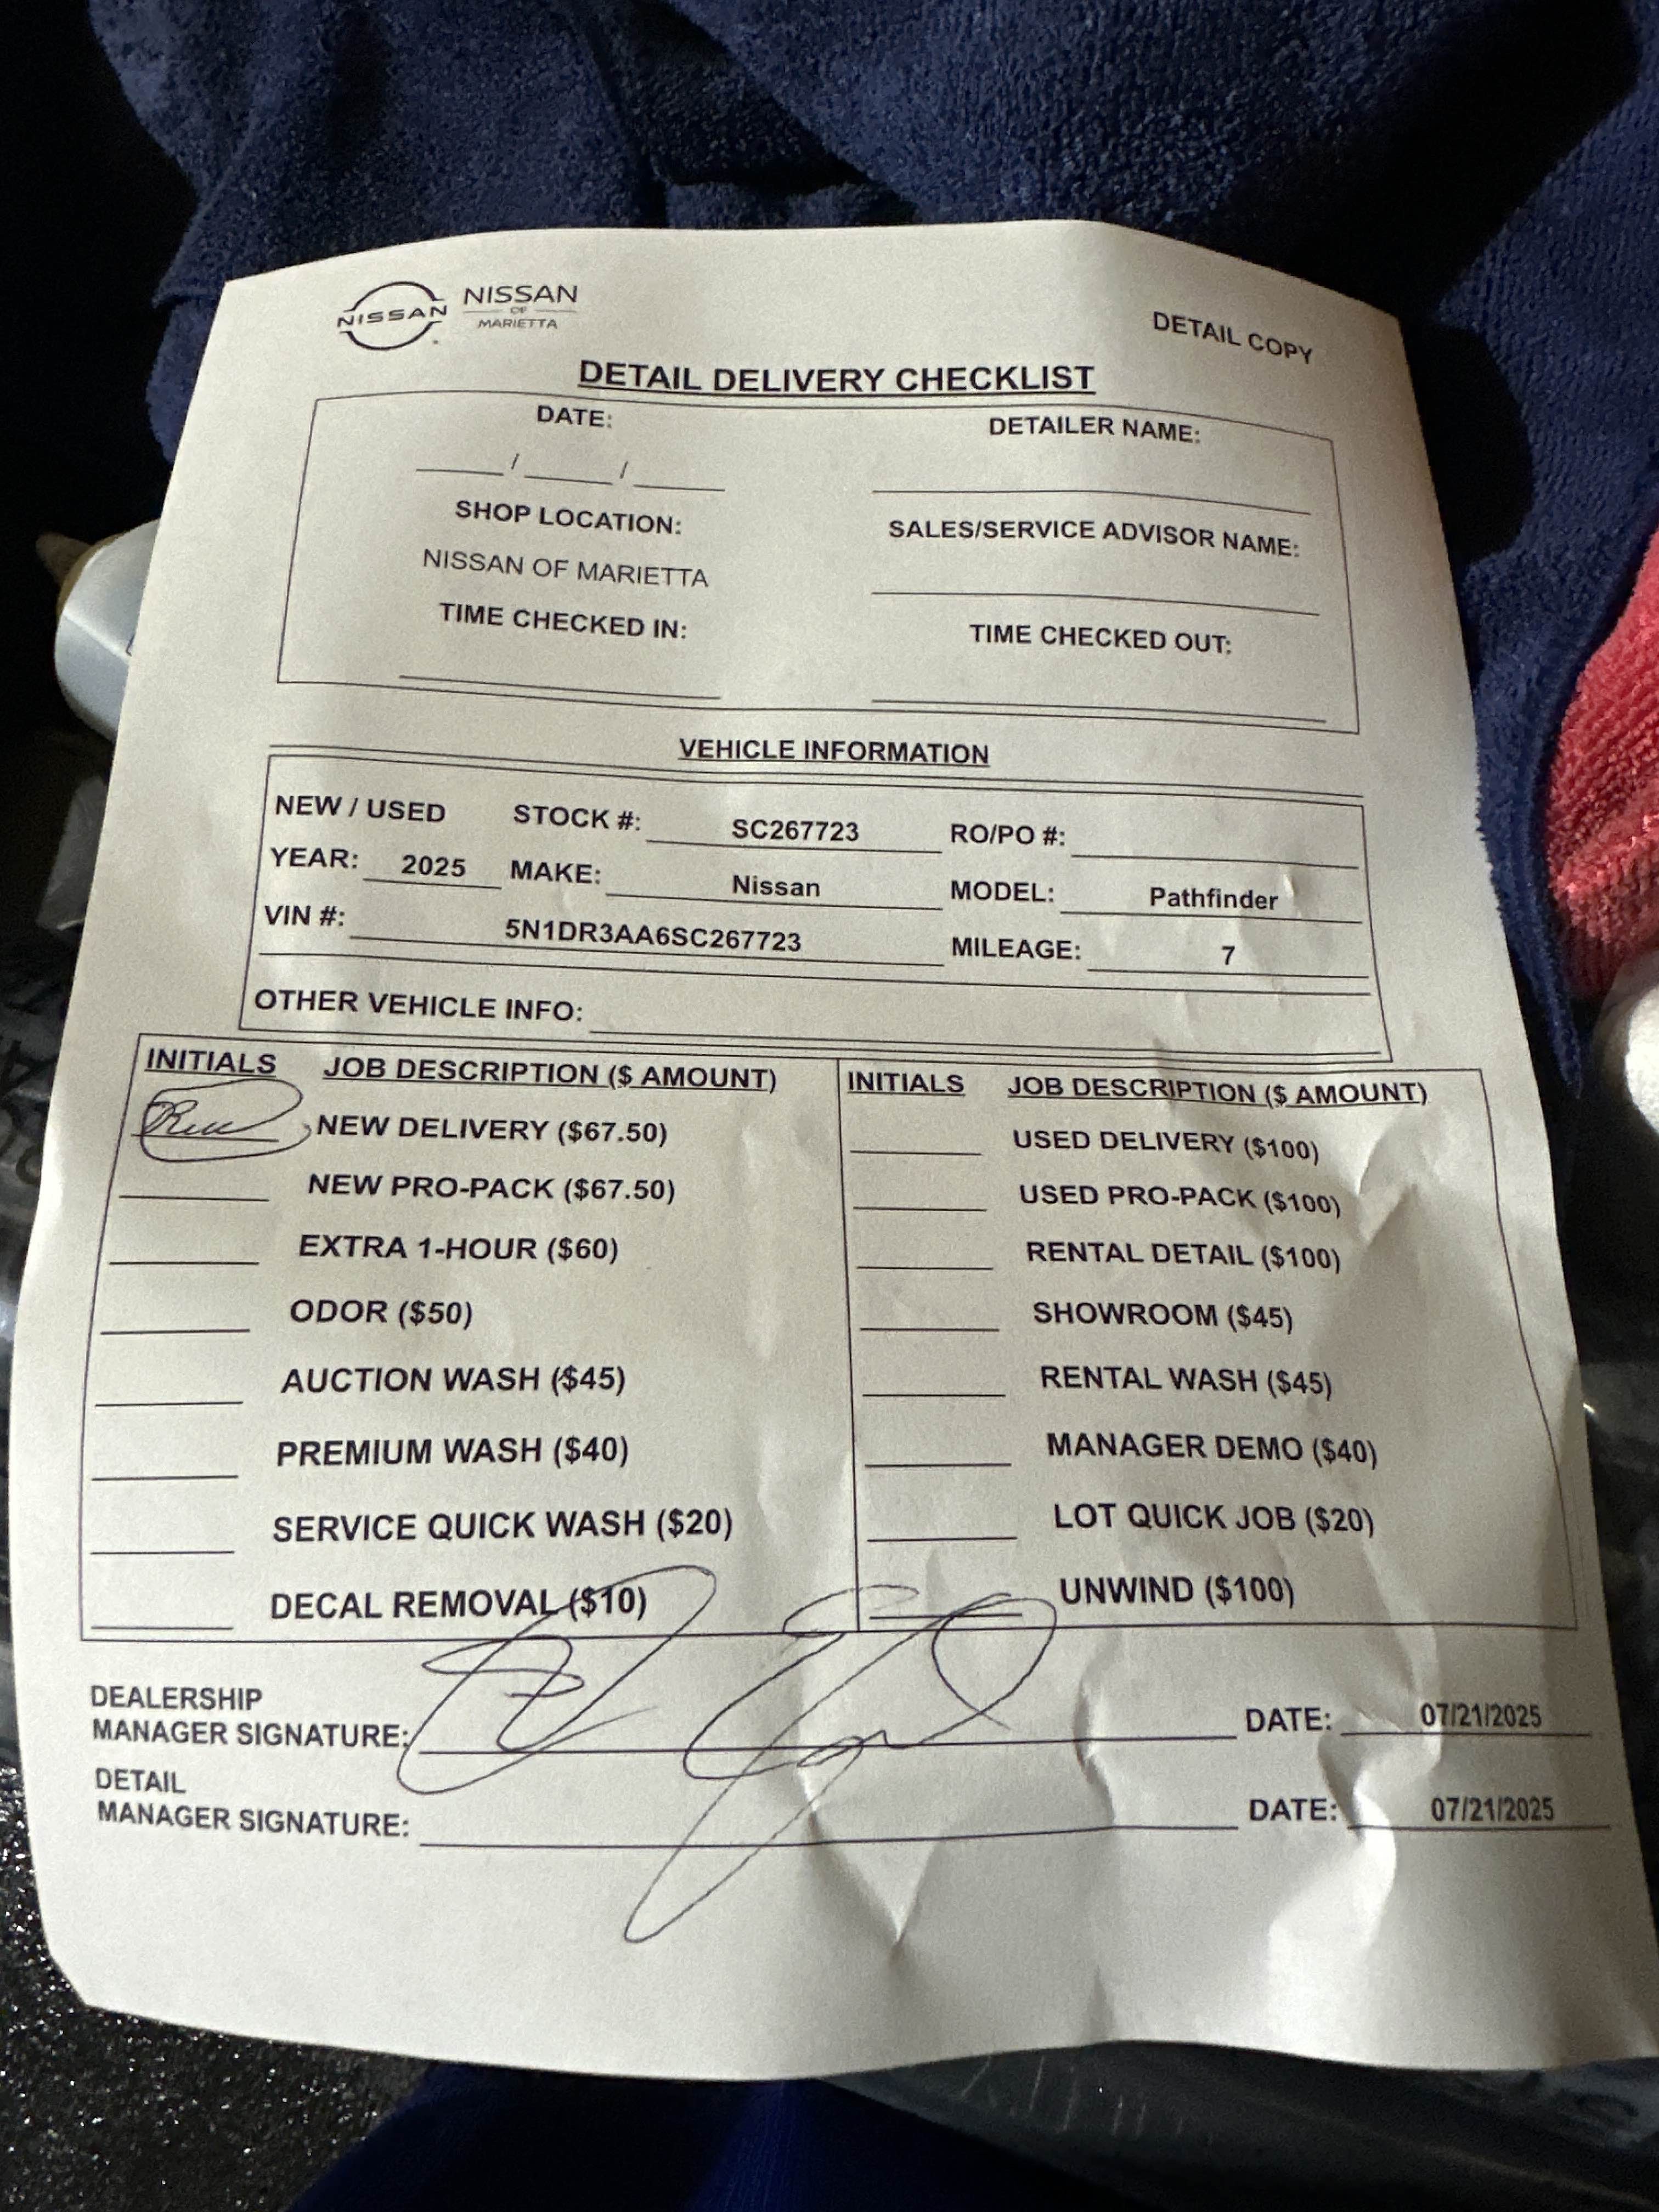 NISSAN NISSAN OF MARIETTA
DETAIL COPY
DETAIL DELIVERY CHECKLIST
DATE: DETAILER NAME:
____/____/____
SHOP LOCATION: SALES/SERVICE ADVISOR NAME:
NISSAN OF MARIETTA
TIME CHECKED IN: TIME CHECKED OUT:
VEHICLE INFORMATION
NEW / USED STOCK #: SC267723 RO/PO #:
YEAR: 2025 MAKE: Nissan MODEL: Pathfinder
VIN #: 5N1DR3AA6SC267723 MILEAGE: 7
OTHER VEHICLE INFO:
INITIALS JOB DESCRIPTION ($ AMOUNT) INITIALS JOB DESCRIPTION ($ AMOUNT)
NEW DELIVERY ($67.50) USED DELIVERY ($100)
NEW PRO-PACK ($67.50) USED PRO-PACK ($100)
EXTRA 1-HOUR ($60) RENTAL DETAIL ($100)
ODOR ($50) SHOWROOM ($45)
AUCTION WASH ($45) RENTAL WASH ($45)
PREMIUM WASH ($40) MANAGER DEMO ($40)
SERVICE QUICK WASH ($20) LOT QUICK JOB ($20)
DECAL REMOVAL ($10) UNWIND ($100)
DEALERSHIP
MANAGER SIGNATURE: DATE: 07/21/2025
DETAIL
MANAGER SIGNATURE: DATE: 07/21/2025